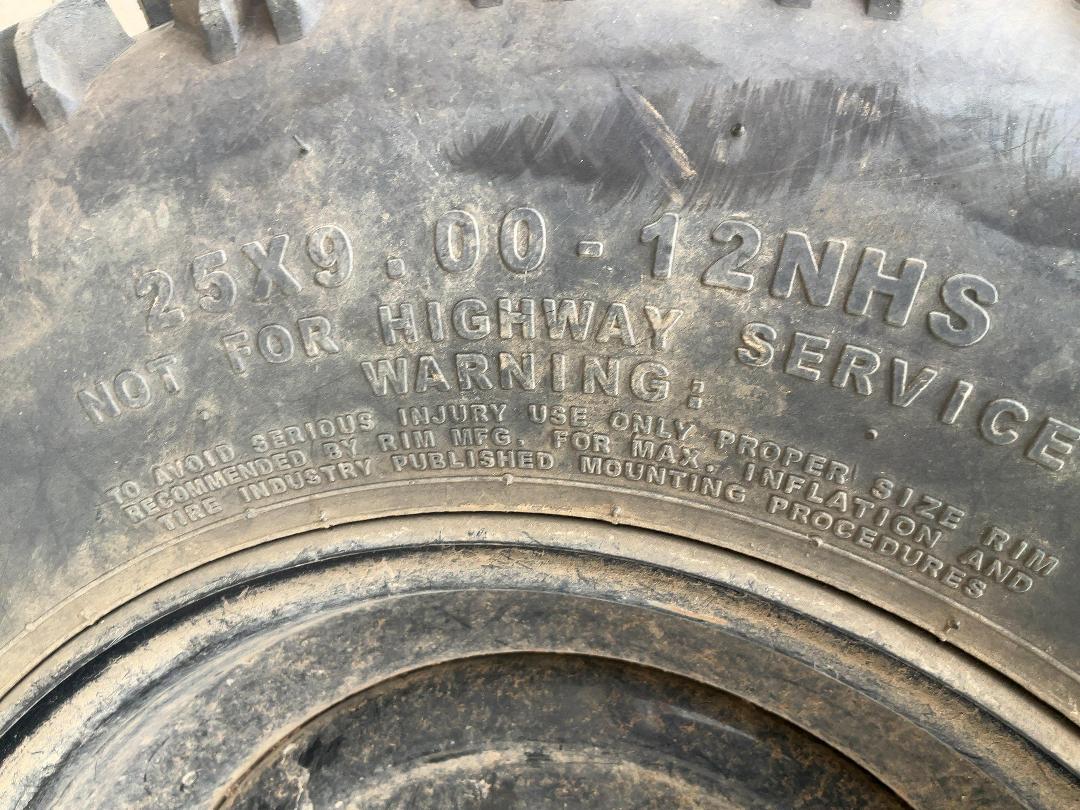 25X9.00-12NHS
NOT FOR HIGHWAY SERVICE
WARNING:
TO AVOID SERIOUS INJURY USE ONLY PROPER SIZE RIM
RECOMMENDED BY RIM MFG. FOR MAX. INFLATION AND
TIRE INDUSTRY PUBLISHED MOUNTING PROCEDURES